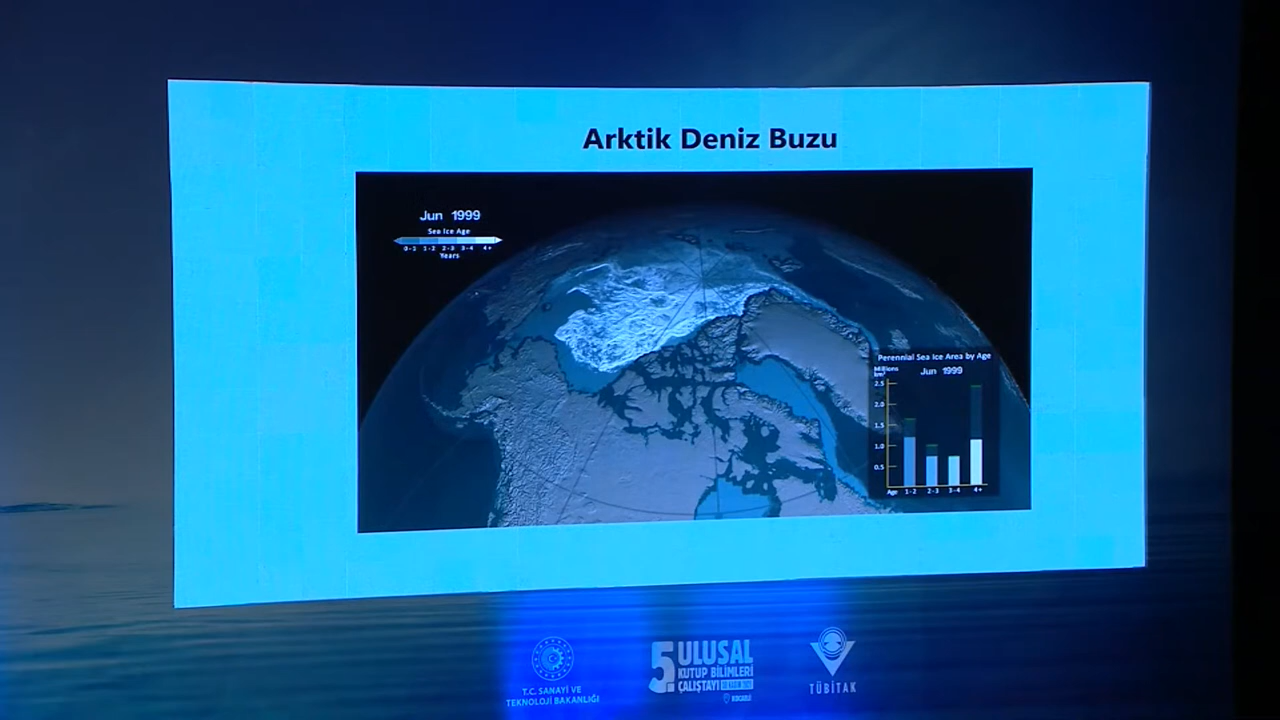 Arktik Deniz Buzu
Jun 1999
Sea Ice Age
0-1 1-2 2-3 3-4 4+
Years
Perennial Sea Ice Area by Age
Millions
km²
Jun 1999
2.5
2.0
1.5
1.0
0.5
Age 1-2 2-3 3-4 4+
T.C. SANAYİ VE
TEKNOLOJİ BAKANLIĞI
5.
ULUSAL
KUTUP BİLİMLERİ
ÇALIŞTAYI
KOCAELİ
TÜBİTAK